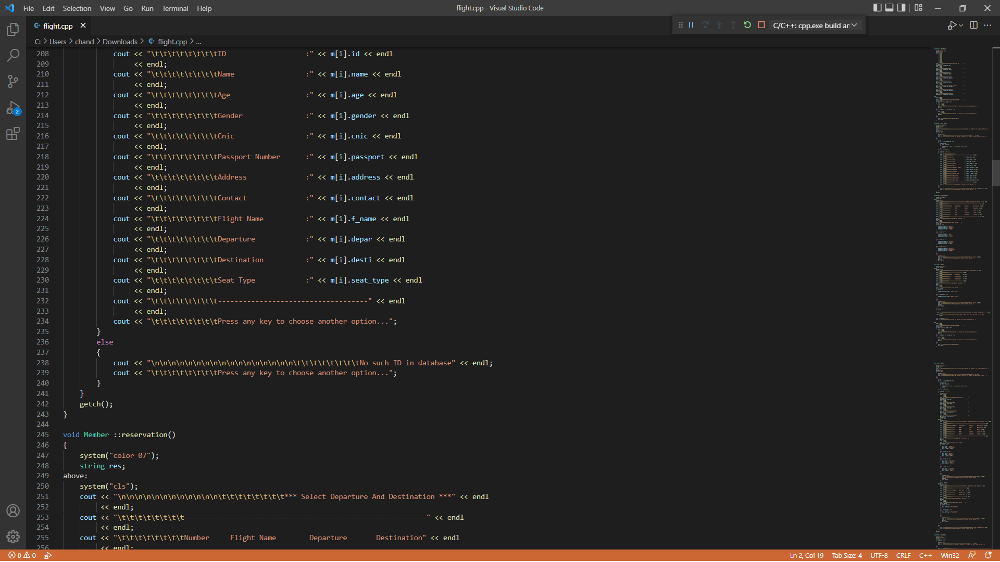 File Edit Selection View Go Run Terminal Help
flight.cpp - Visual Studio Code
flight.cpp
C/C++: cpp.exe build ar
C: > Users > chand > Downloads > flight.cpp > ...
208 cout << "\t\t\t\t\t\t\t\tID :" << m[i].id << endl
209 << endl;
210 cout << "\t\t\t\t\t\t\t\tName :" << m[i].name << endl
211 << endl;
212 cout << "\t\t\t\t\t\t\t\tAge :" << m[i].age << endl
213 << endl;
214 cout << "\t\t\t\t\t\t\t\tGender :" << m[i].gender << endl
215 << endl;
216 cout << "\t\t\t\t\t\t\t\tCnic :" << m[i].cnic << endl
217 << endl;
218 cout << "\t\t\t\t\t\t\t\tPassport Number :" << m[i].passport << endl
219 << endl;
220 cout << "\t\t\t\t\t\t\t\tAddress :" << m[i].address << endl
221 << endl;
222 cout << "\t\t\t\t\t\t\t\tContact :" << m[i].contact << endl
223 << endl;
224 cout << "\t\t\t\t\t\t\t\tFlight Name :" << m[i].f_name << endl
225 << endl;
226 cout << "\t\t\t\t\t\t\t\tDeparture :" << m[i].depar << endl
227 << endl;
228 cout << "\t\t\t\t\t\t\t\tDestination :" << m[i].desti << endl
229 << endl;
230 cout << "\t\t\t\t\t\t\t\tSeat Type :" << m[i].seat_type << endl
231 << endl;
232 cout << "\t\t\t\t\t\t\t\t------------------------------------" << endl
233 << endl;
234 cout << "\t\t\t\t\t\t\t\tPress any key to choose another option...";
235 }
236 else
237 {
238 cout << "\n\n\n\n\n\n\n\n\n\n\n\n\n\n\n\n\n\t\t\t\t\t\t\t\tNo such ID in database" << endl;
239 cout << "\t\t\t\t\t\t\t\tPress any key to choose another option...";
240 }
241 }
242 getch();
243 }
244
245 void Member ::reservation()
246 {
247 system("color 07");
248 string res;
249 above:
250 system("cls");
251 cout << "\n\n\n\n\n\n\n\n\n\n\n\n\t\t\t\t\t\t\t\t*** Select Departure And Destination ***" << endl
252 << endl;
253 cout << "\t\t\t\t\t\t\t\t----------------------------------------------------------" << endl
254 << endl;
255 cout << "\t\t\t\t\t\t\t\tNumber Flight Name Departure Destination" << endl
256 << endl;
2
0 0
Ln 2, Col 19 Tab Size: 4 UTF-8 CRLF C++ Win32